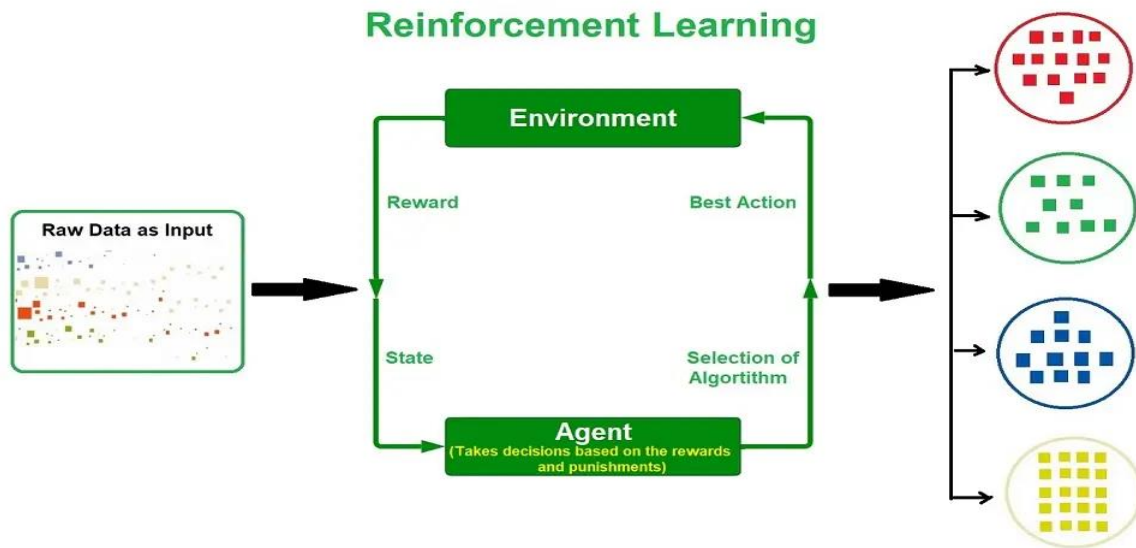 Reinforcement Learning
Raw Data as Input
Environment
Reward
Best Action
State
Selection of
Algortithm
Agent
(Takes decisions based on the rewards
and punishments)